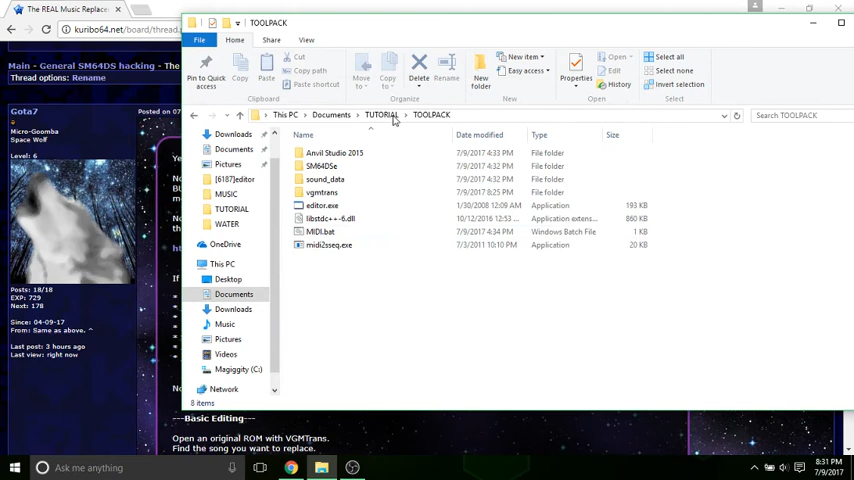 The REAL Music Replace
kuribo64.net/board/thread.p
Main - General SM64DS hacking - The
Thread options: Rename
Gota7
Posted on 07
Micro-Goomba
Space Wolf
Level: 6
Posts: 18/18
EXP: 729
Next: 178
Since: 04-09-17
From: Same as above. ^
Last post: 3 hours ago
Last view: right now
---Basic Editing---
Open an original ROM with VGMTrans.
Find the song you want to replace.
TOOLPACK
File
Home
Share
View
Pin to Quick access
Copy
Paste
Cut
Copy path
Paste shortcut
Clipboard
Move to
Copy to
Delete
Rename
Organize
New folder
New item
Easy access
New
Properties
Open
Edit
History
Open
Select all
Select none
Invert selection
Select
This PC > Documents > TUTORIAL > TOOLPACK
Search TOOLPACK
Name
Date modified
Type
Size
Downloads
Documents
Pictures
[6187]editor
MUSIC
TUTORIAL
WATER
OneDrive
This PC
Desktop
Documents
Downloads
Music
Pictures
Videos
Magiggity (C:)
Network
Anvil Studio 2015 7/9/2017 4:33 PM File folder
SM64DSe 7/9/2017 4:32 PM File folder
sound_data 7/9/2017 4:32 PM File folder
vgmtrans 7/9/2017 8:25 PM File folder
editor.exe 1/30/2008 12:09 AM Application 193 KB
libstdc++-6.dll 10/12/2016 12:53 ... Application extens... 860 KB
MIDI.bat 7/9/2017 4:34 PM Windows Batch File 1 KB
midi2sseq.exe 7/3/2011 10:10 PM Application 20 KB
8 items
Ask me anything
8:31 PM
7/9/2017